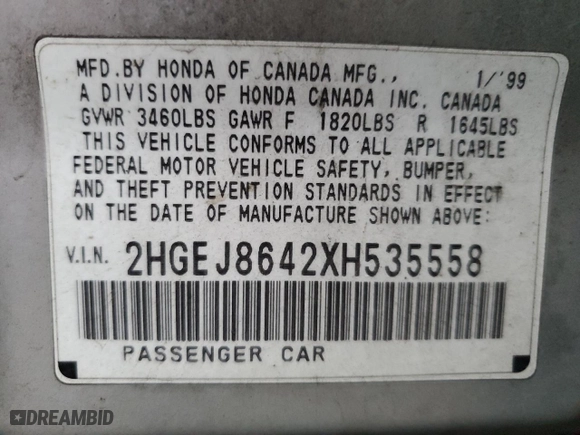 MFD.BY HONDA OF CANADA MFG., 1/'99
A DIVISION OF HONDA CANADA INC. CANADA
GVWR 3460LBS GAWR F 1820LBS R 1645LBS
THIS VEHICLE CONFORMS TO ALL APPLICABLE
FEDERAL MOTOR VEHICLE SAFETY, BUMPER,
AND THEFT PREVENTION STANDARDS IN EFFECT
ON THE DATE OF MANUFACTURE SHOWN ABOVE:
V.I.N. 2HGEJ8642XH535558
PASSENGER CAR
DREAMBID